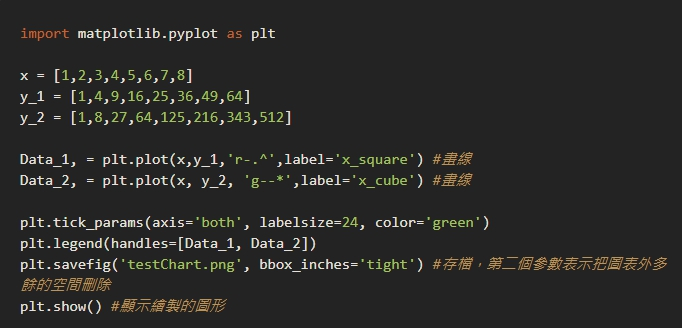 import matplotlib.pyplot as plt
x = [1,2,3,4,5,6,7,8]
y_1 = [1,4,9,16,25,36,49,64]
y_2 = [1,8,27,64,125,216,343,512]
Data_1, = plt.plot(x,y_1,'r-.^',label='x_square') #畫線
Data_2, = plt.plot(x, y_2, 'g--*',label='x_cube') #畫線
plt.tick_params(axis='both', labelsize=24, color='green')
plt.legend(handles=[Data_1, Data_2])
plt.savefig('testChart.png', bbox_inches='tight') #存檔，第二個參數表示把圖表外多
餘的空間刪除
plt.show() #顯示繪製的圖形